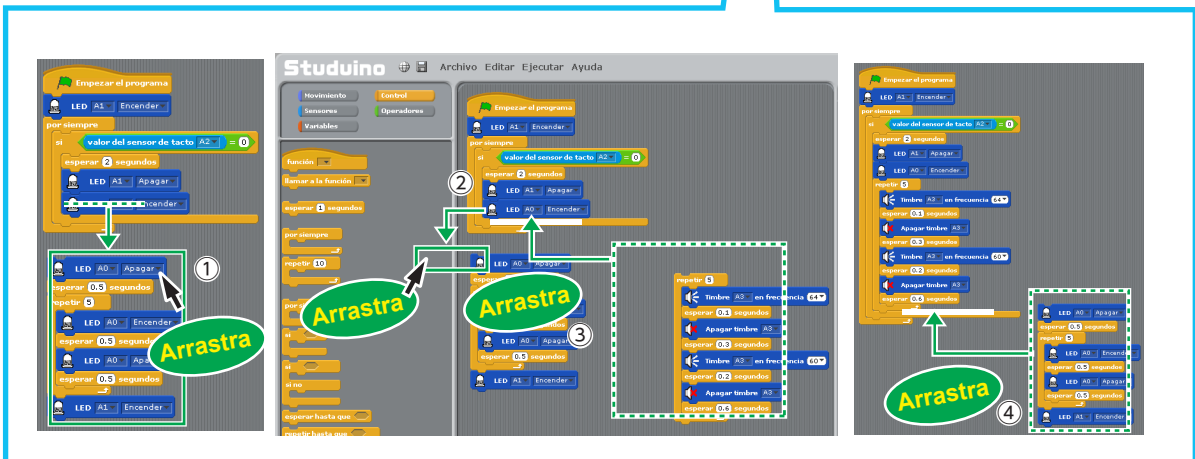 Empezar el programa
LED A1 Encender
por siempre
si valor del sensor de tacto A2 = 0
esperar 2 segundos
LED A1 Apagar
Encender
LED A0 Apagar
①
esperar 0.5 segundos
repetir 5
LED A0 Encender
esperar 0.5 segundos
Arrastra
LED A0 Apa
esperar 0.5 segundos
LED A1 Encender
Studuino Archivo Editar Ejecutar Ayuda
Movimiento Control
Sensores Operadores
Variables
función
llamar a la función
esperar 1 segundos
por siempre
repetir 10
si
si
si no
esperar hasta que
repetir hasta que
②
Arrastra
Empezar el programa
LED A1 Encender
por siempre
si valor del sensor de tacto A2 = 0
esperar 2 segundos
LED A1 Apagar
LED A0 Encender
LED A0 Apagar
Arrastra
③
LED A0 Apagar
esperar 0.5 segundos
LED A1 Encender
repetir 5
Timbre A3 en frecuencia 64
esperar 0.1 segundos
Apagar timbre A3
esperar 0.3 segundos
Timbre A3 en frecuencia 60
esperar 0.2 segundos
Apagar timbre A3
esperar 0.6 segundos
Empezar el programa
LED A1 Encender
por siempre
si valor del sensor de tacto A2 = 0
esperar 2 segundos
LED A1 Apagar
LED A0 Encender
repetir 5
Timbre A3 en frecuencia 64
esperar 0.1 segundos
Apagar timbre A3
esperar 0.3 segundos
Timbre A3 en frecuencia 60
esperar 0.2 segundos
Apagar timbre A3
esperar 0.6 segundos
Arrastra
④
LED A0 Apagar
esperar 0.5 segundos
repetir 5
LED A0 Encend
esperar 0.5 segundos
LED A0 Apagar
esperar 0.5 segundos
LED A1 Encender